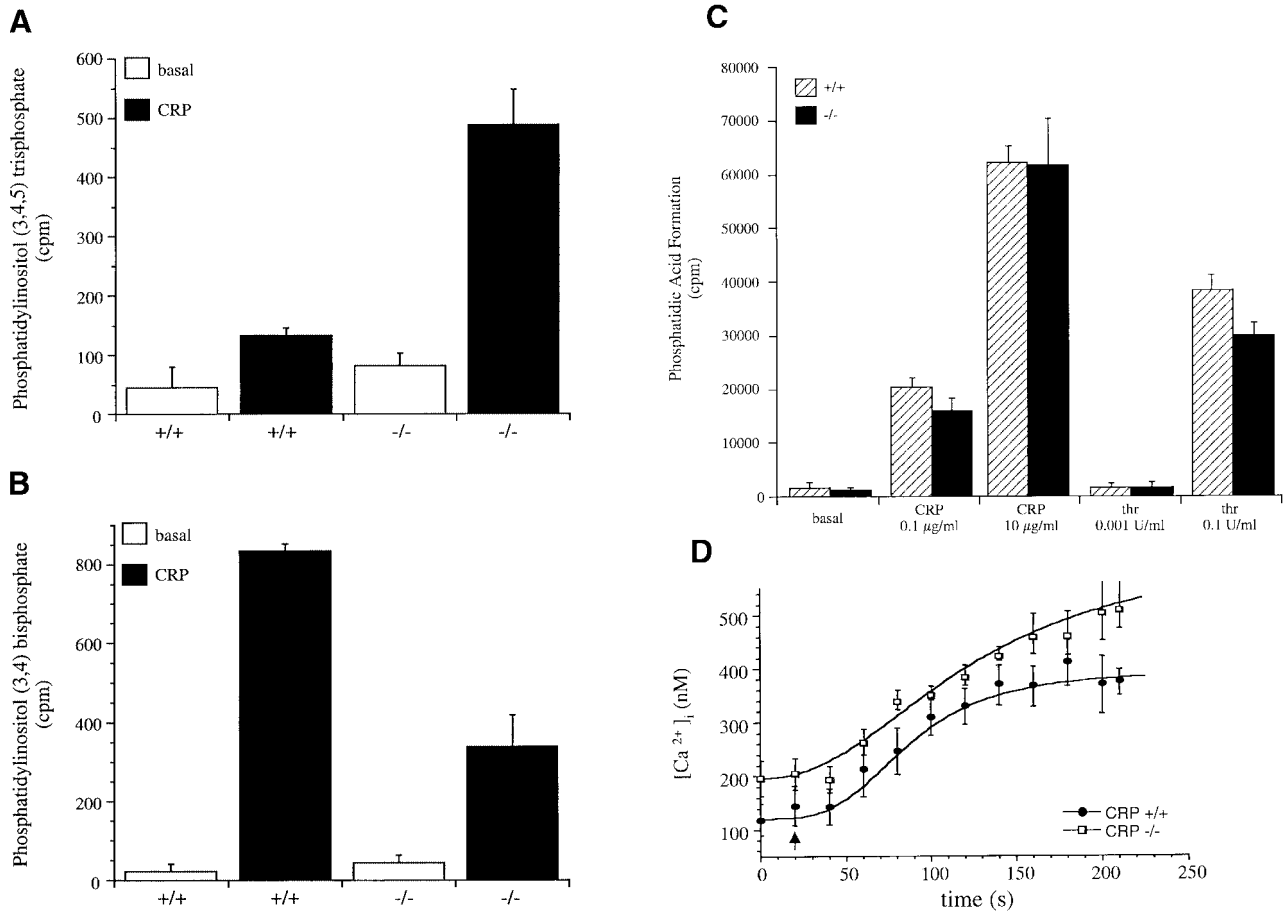 A
Phosphatidylinositol (3,4,5) trisphosphate
(cpm)
600
500
400
300
200
100
0
basal
CRP
+/+
+/+
-/-
-/-
B
Phosphatidylinositol (3,4) bisphosphate
(cpm)
800
600
400
200
0
basal
CRP
+/+
+/+
-/-
-/-
C
Phosphatidic Acid Formation
(cpm)
80000
70000
60000
50000
40000
30000
20000
10000
0
+/+
-/-
basal
CRP
0.1 µg/ml
CRP
10 µg/ml
thr
0.001 U/ml
thr
0.1 U/ml
D
[Ca 2+ ]i (nM)
500
400
300
200
100
CRP +/+
CRP -/-
0
50
100
150
200
250
time (s)